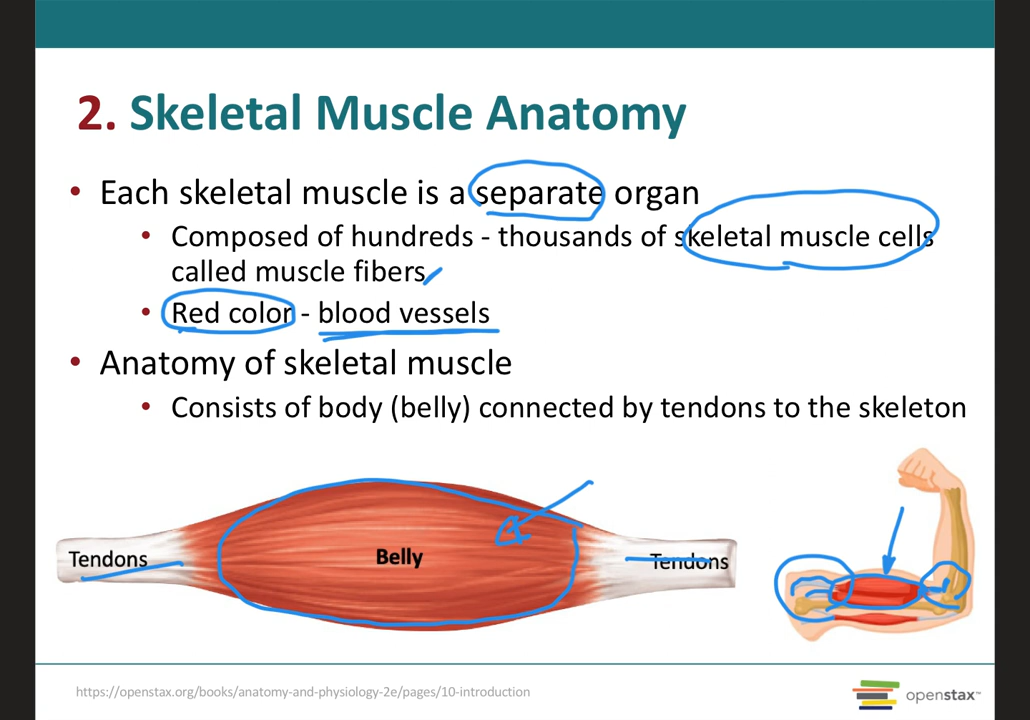 2. Skeletal Muscle Anatomy
• Each skeletal muscle is a separate organ
• Composed of hundreds - thousands of skeletal muscle cells
called muscle fibers
• Red color - blood vessels
• Anatomy of skeletal muscle
• Consists of body (belly) connected by tendons to the skeleton
Tendons
Belly
Tendons
https://openstax.org/books/anatomy-and-physiology-2e/pages/10-introduction
openstax™